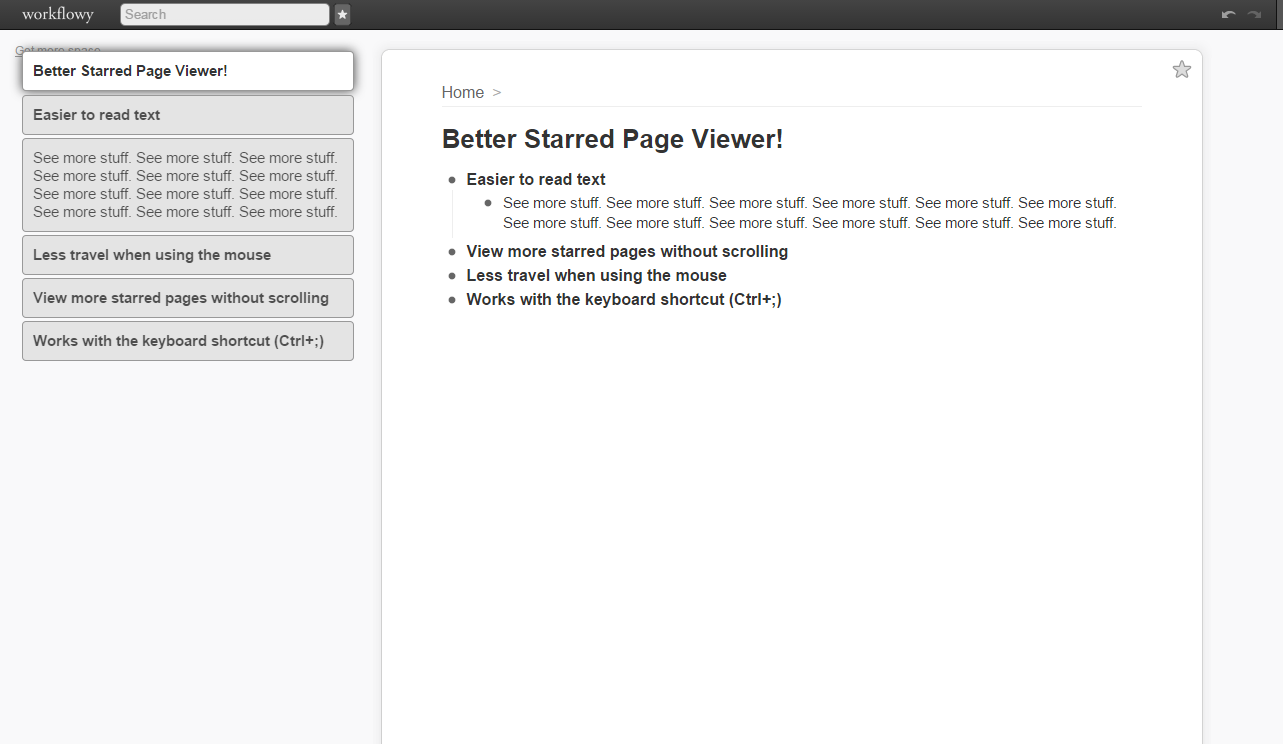 workflowy
Search
Get more space
Better Starred Page Viewer!
Easier to read text
See more stuff. See more stuff. See more stuff.
See more stuff. See more stuff. See more stuff.
See more stuff. See more stuff. See more stuff.
See more stuff. See more stuff. See more stuff.
Less travel when using the mouse
View more starred pages without scrolling
Works with the keyboard shortcut (Ctrl+;)
Home >
Better Starred Page Viewer!
Easier to read text
See more stuff. See more stuff. See more stuff. See more stuff. See more stuff. See more stuff.
See more stuff. See more stuff. See more stuff. See more stuff. See more stuff. See more stuff.
View more starred pages without scrolling
Less travel when using the mouse
Works with the keyboard shortcut (Ctrl+;)